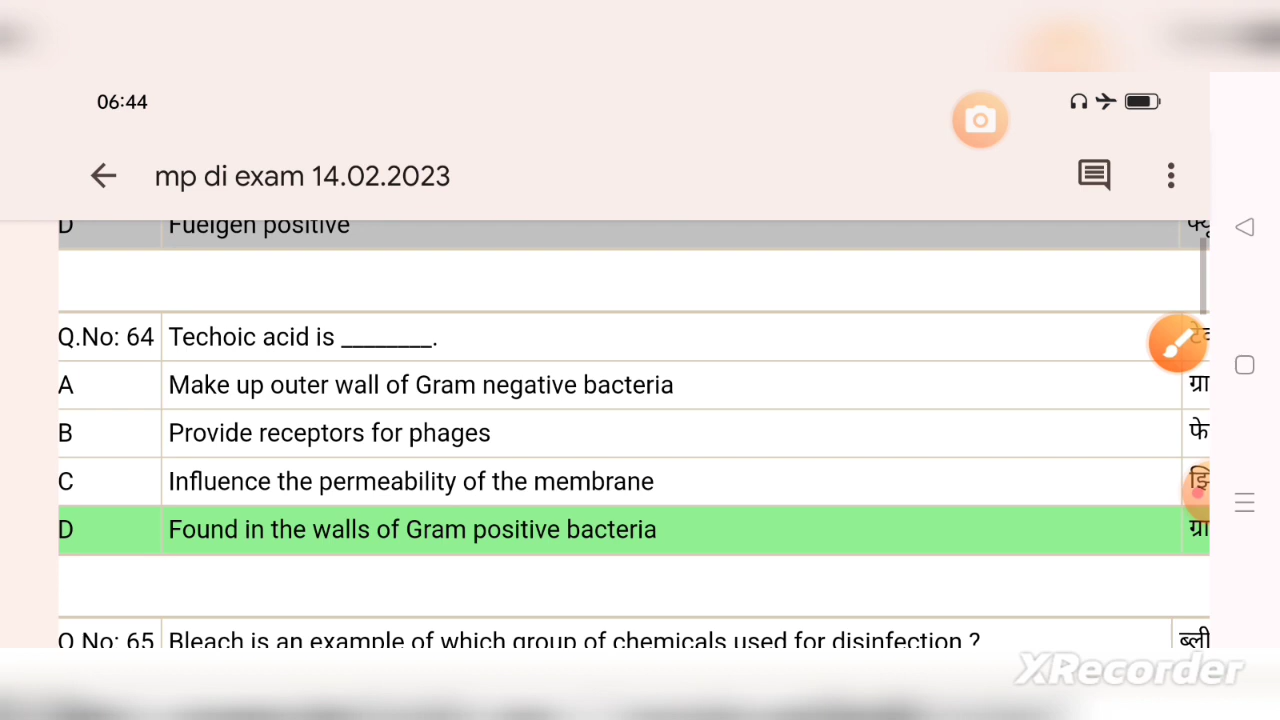 06:44
mp di exam 14.02.2023
D Fuelgen positive
Q.No: 64 Techoic acid is ________.
A Make up outer wall of Gram negative bacteria ग्रा
B Provide receptors for phages फे
C Influence the permeability of the membrane झि
D Found in the walls of Gram positive bacteria ग्रा
Q No: 65 Bleach is an example of which group of chemicals used for disinfection ? ब्ली
XRecorder